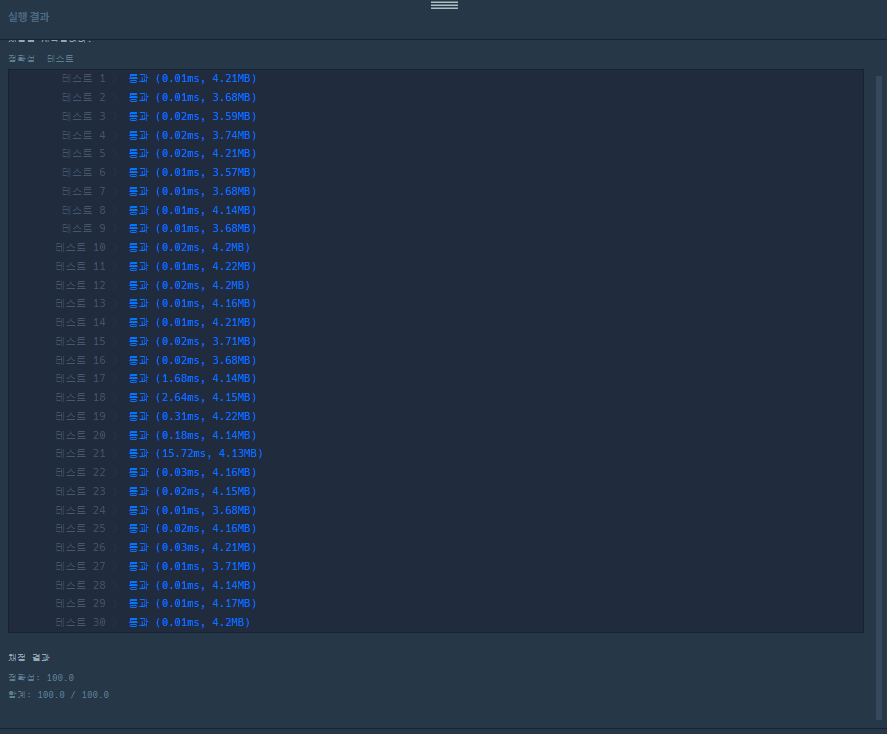 실행 결과
정확성 테스트
테스트 1 〉 통과 (0.01ms, 4.21MB)
테스트 2 〉 통과 (0.01ms, 3.68MB)
테스트 3 〉 통과 (0.02ms, 3.59MB)
테스트 4 〉 통과 (0.02ms, 3.74MB)
테스트 5 〉 통과 (0.02ms, 4.21MB)
테스트 6 〉 통과 (0.01ms, 3.57MB)
테스트 7 〉 통과 (0.01ms, 3.68MB)
테스트 8 〉 통과 (0.01ms, 4.14MB)
테스트 9 〉 통과 (0.01ms, 3.68MB)
테스트 10 〉 통과 (0.02ms, 4.2MB)
테스트 11 〉 통과 (0.01ms, 4.22MB)
테스트 12 〉 통과 (0.02ms, 4.2MB)
테스트 13 〉 통과 (0.01ms, 4.16MB)
테스트 14 〉 통과 (0.01ms, 4.21MB)
테스트 15 〉 통과 (0.02ms, 3.71MB)
테스트 16 〉 통과 (0.02ms, 3.68MB)
테스트 17 〉 통과 (1.68ms, 4.14MB)
테스트 18 〉 통과 (2.64ms, 4.15MB)
테스트 19 〉 통과 (0.31ms, 4.22MB)
테스트 20 〉 통과 (0.18ms, 4.14MB)
테스트 21 〉 통과 (15.72ms, 4.13MB)
테스트 22 〉 통과 (0.03ms, 4.16MB)
테스트 23 〉 통과 (0.02ms, 4.15MB)
테스트 24 〉 통과 (0.01ms, 3.68MB)
테스트 25 〉 통과 (0.02ms, 4.16MB)
테스트 26 〉 통과 (0.03ms, 4.21MB)
테스트 27 〉 통과 (0.01ms, 3.71MB)
테스트 28 〉 통과 (0.01ms, 4.14MB)
테스트 29 〉 통과 (0.01ms, 4.17MB)
테스트 30 〉 통과 (0.01ms, 4.2MB)
채점 결과
정확성: 100.0
합계: 100.0 / 100.0